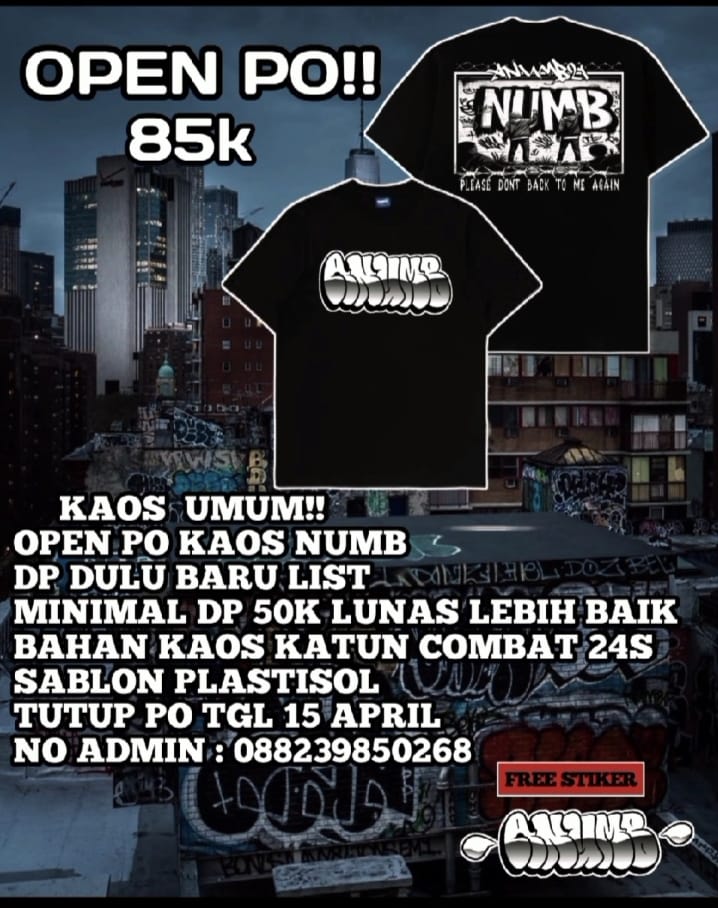 OPEN PO!!
85k
NUMB
PLEASE DONT BACK TO ME AGAIN
KAOS UMUM!!
OPEN PO KAOS NUMB
DP DULU BARU LIST
MINIMAL DP 50K LUNAS LEBIH BAIK
BAHAN KAOS KATUN COMBAT 24S
SABLON PLASTISOL
TUTUP PO TGL 15 APRIL
NO ADMIN : 088239850268
FREE STIKER